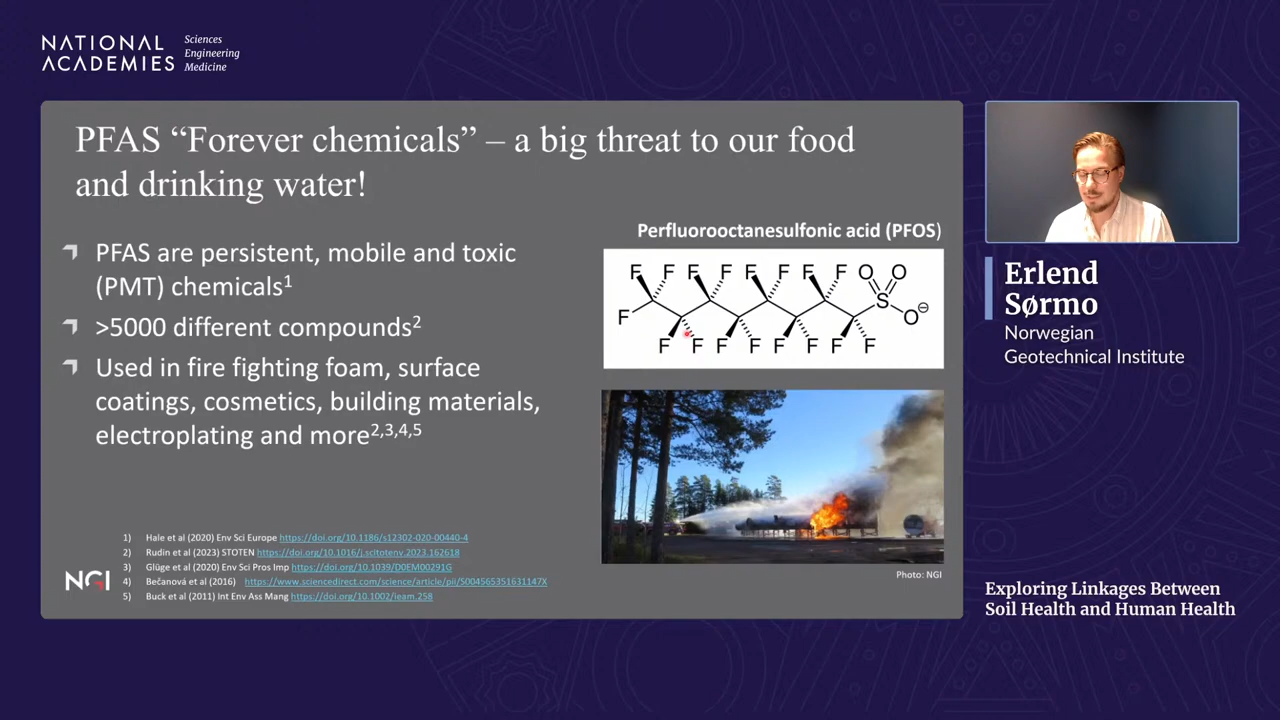 NATIONAL
ACADEMIES
Sciences
Engineering
Medicine
PFAS “Forever chemicals” – a big threat to our food
and drinking water!
PFAS are persistent, mobile and toxic
(PMT) chemicals1
>5000 different compounds2
Used in fire fighting foam, surface
coatings, cosmetics, building materials,
electroplating and more2,3,4,5
Perfluorooctanesulfonic acid (PFOS)
F F F F F F F F O O
F S O⊖
F F F F F F F F
Photo: NGI
1) Hale et al (2020) Env Sci Europe https://doi.org/10.1186/s12302-020-00440-4
2) Rudin et al (2023) STOTEN https://doi.org/10.1016/j.scitotenv.2023.162618
3) Glüge et al (2020) Env Sci Pros Imp https://doi.org/10.1039/D0EM00291G
4) Bečanová et al (2016) https://www.sciencedirect.com/science/article/pii/S004565351631147X
5) Buck et al (2011) Int Env Ass Mang https://doi.org/10.1002/ieam.258
NGI
Erlend
Sørmo
Norwegian
Geotechnical Institute
Exploring Linkages Between
Soil Health and Human Health